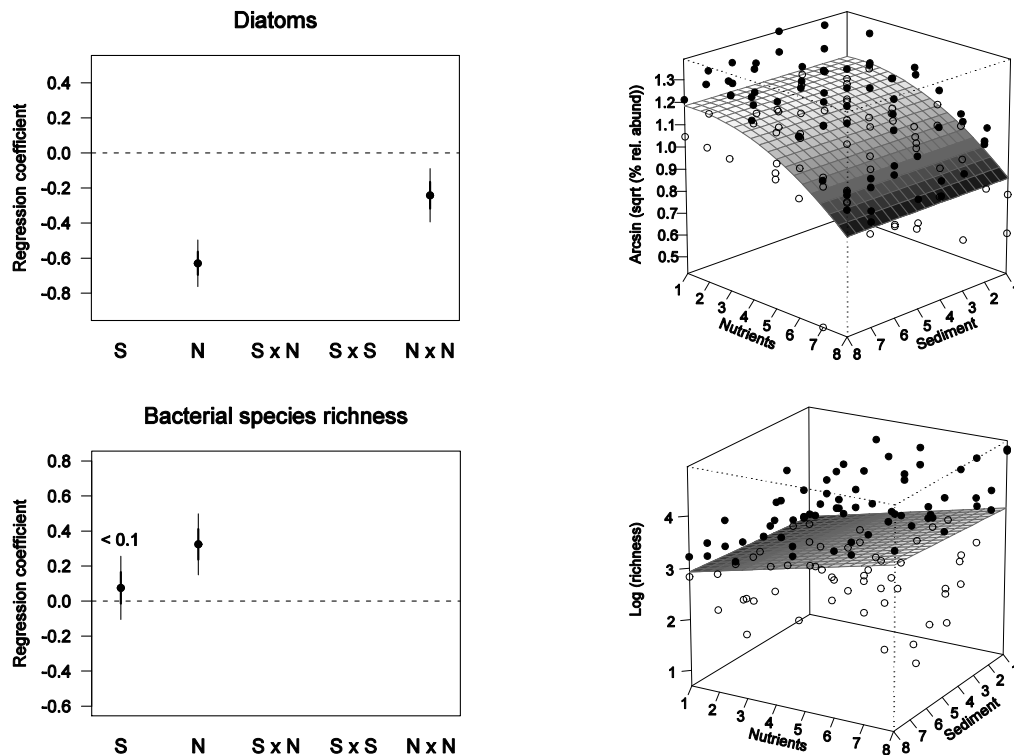 Diatoms
Regression coefficient
0.4
0.2
0.0
-0.2
-0.4
-0.6
-0.8
S N S x N S x S N x N
Arcsin (sqrt (% rel. abund))
1.3
1.2
1.1
1.0
0.9
0.8
0.7
0.6
0.5
1 2 3 4 5 6 7 8
Nutrients
8 7 6 5 4 3 2 1
Sediment
Bacterial species richness
Regression coefficient
0.8
0.6
0.4
0.2
0.0
-0.2
-0.4
-0.6
< 0.1
S N S x N S x S N x N
Log (richness)
4
3
2
1
1 2 3 4 5 6 7 8
Nutrients
8 7 6 5 4 3 2 1
Sediment